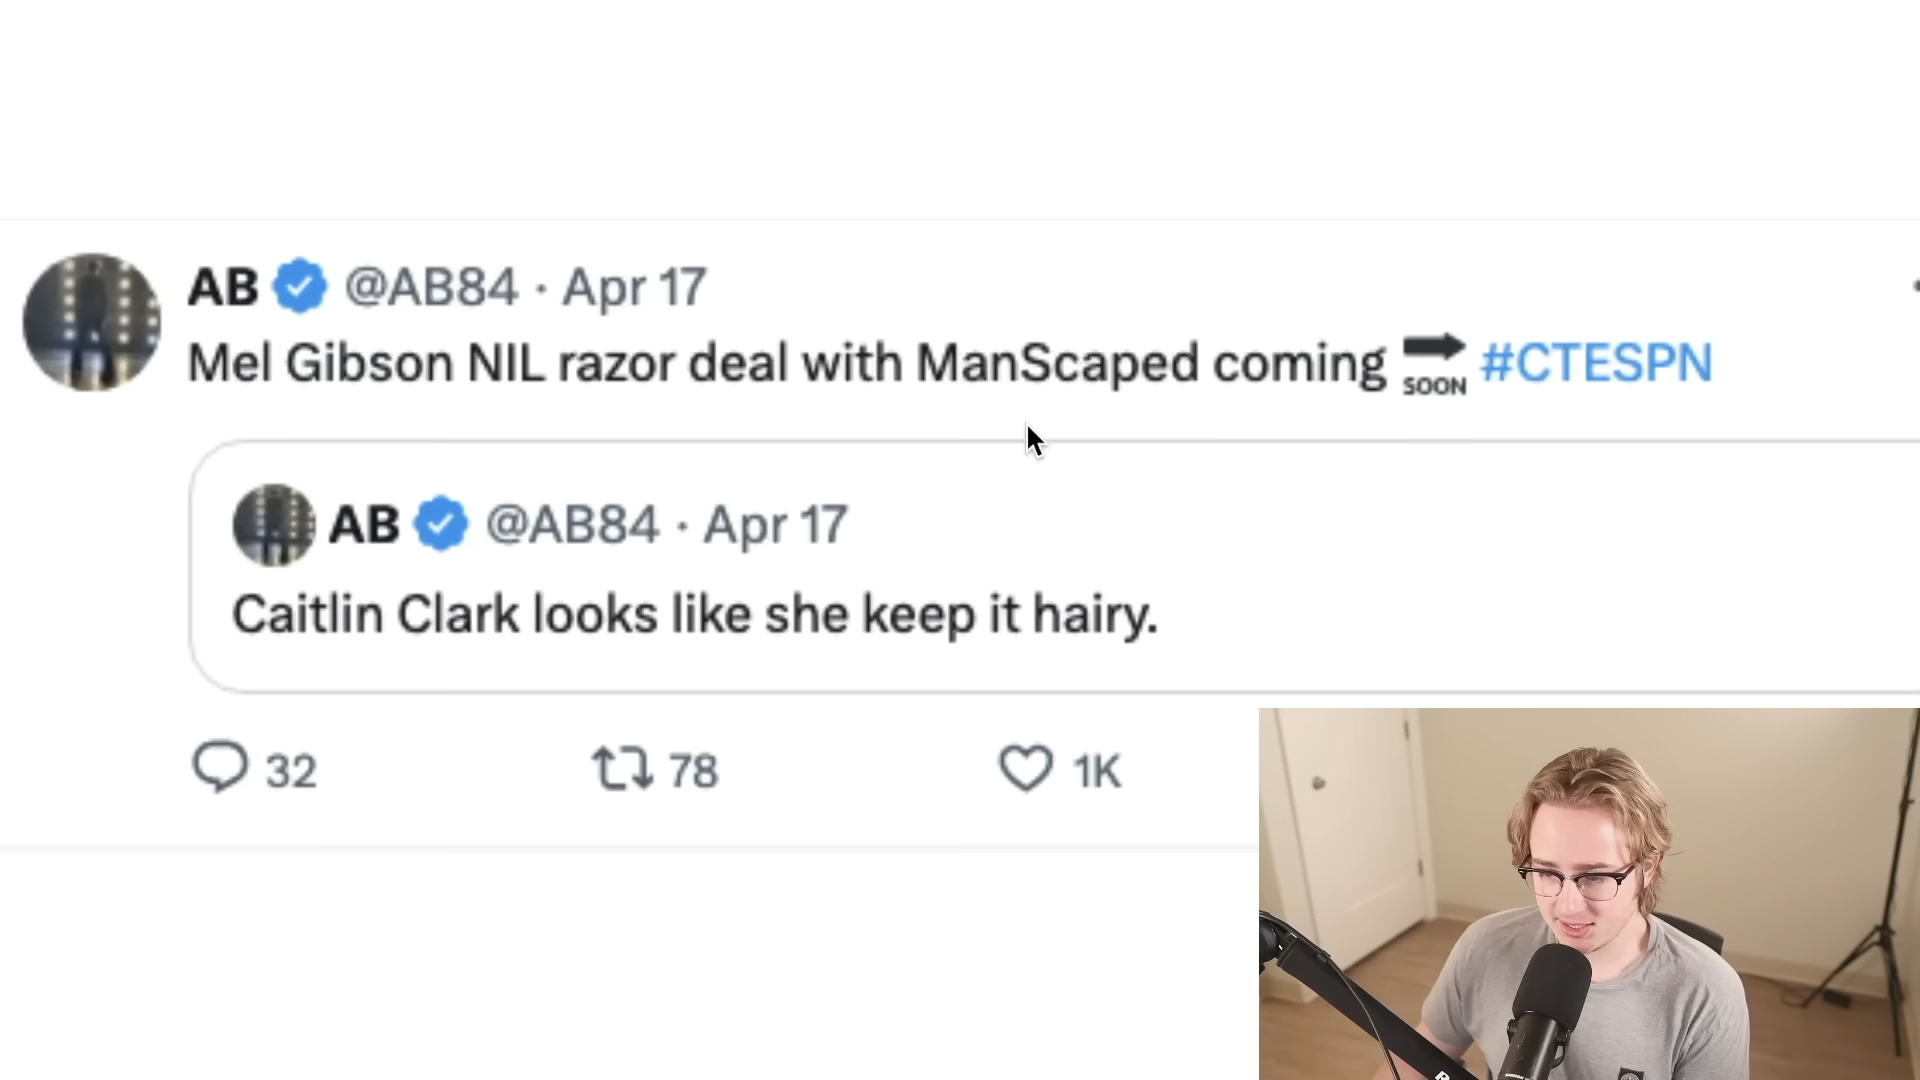 AB @AB84 · Apr 17
Mel Gibson NIL razor deal with ManScaped coming SOON #CTESPN
AB @AB84 · Apr 17
Caitlin Clark looks like she keep it hairy.
32 78 1K